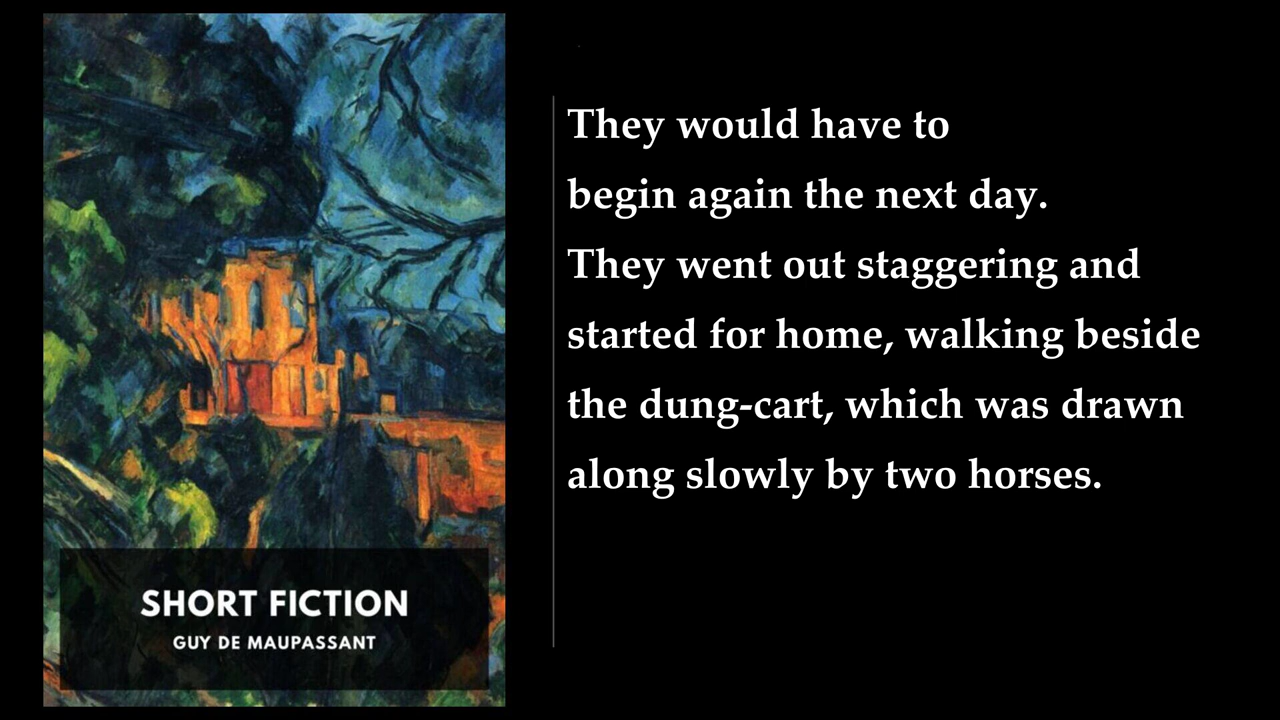 SHORT FICTION
GUY DE MAUPASSANT
They would have to
begin again the next day.
They went out staggering and
started for home, walking beside
the dung-cart, which was drawn
along slowly by two horses.